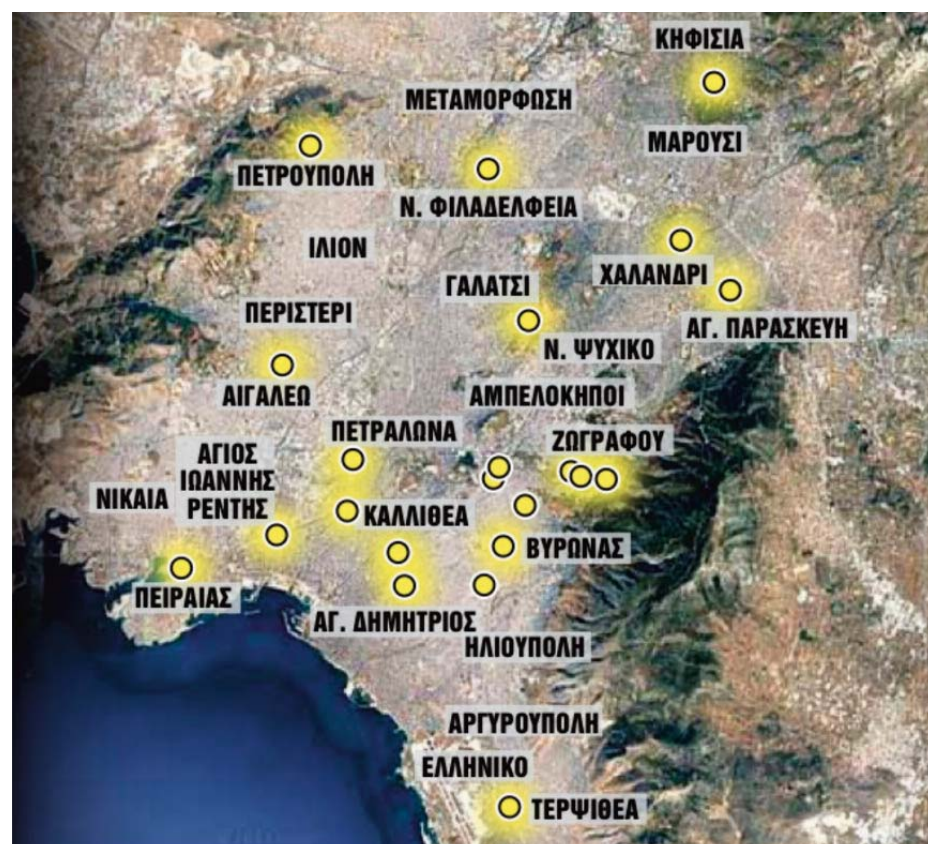 ΚΗΦΙΣΙΑ
ΜΕΤΑΜΟΡΦΩΣΗ
ΜΑΡΟΥΣΙ
ΠΕΤΡΟΥΠΟΛΗ
Ν. ΦΙΛΑΔΕΛΦΕΙΑ
ΙΛΙΟΝ
ΧΑΛΑΝΔΡΙ
ΓΑΛΑΤΣΙ
ΠΕΡΙΣΤΕΡΙ
ΑΓ. ΠΑΡΑΣΚΕΥΗ
Ν. ΨΥΧΙΚΟ
ΑΙΓΑΛΕΩ
ΑΜΠΕΛΟΚΗΠΟΙ
ΠΕΤΡΑΛΩΝΑ
ΖΩΓΡΑΦΟΥ
ΑΓΙΟΣ
ΙΩΑΝΝΗΣ
ΡΕΝΤΗΣ
ΝΙΚΑΙΑ
ΚΑΛΛΙΘΕΑ
ΒΥΡΩΝΑΣ
ΠΕΙΡΑΙΑΣ
ΑΓ. ΔΗΜΗΤΡΙΟΣ
ΗΛΙΟΥΠΟΛΗ
ΑΡΓΥΡΟΥΠΟΛΗ
ΕΛΛΗΝΙΚΟ
ΤΕΡΨΙΘΕΑ